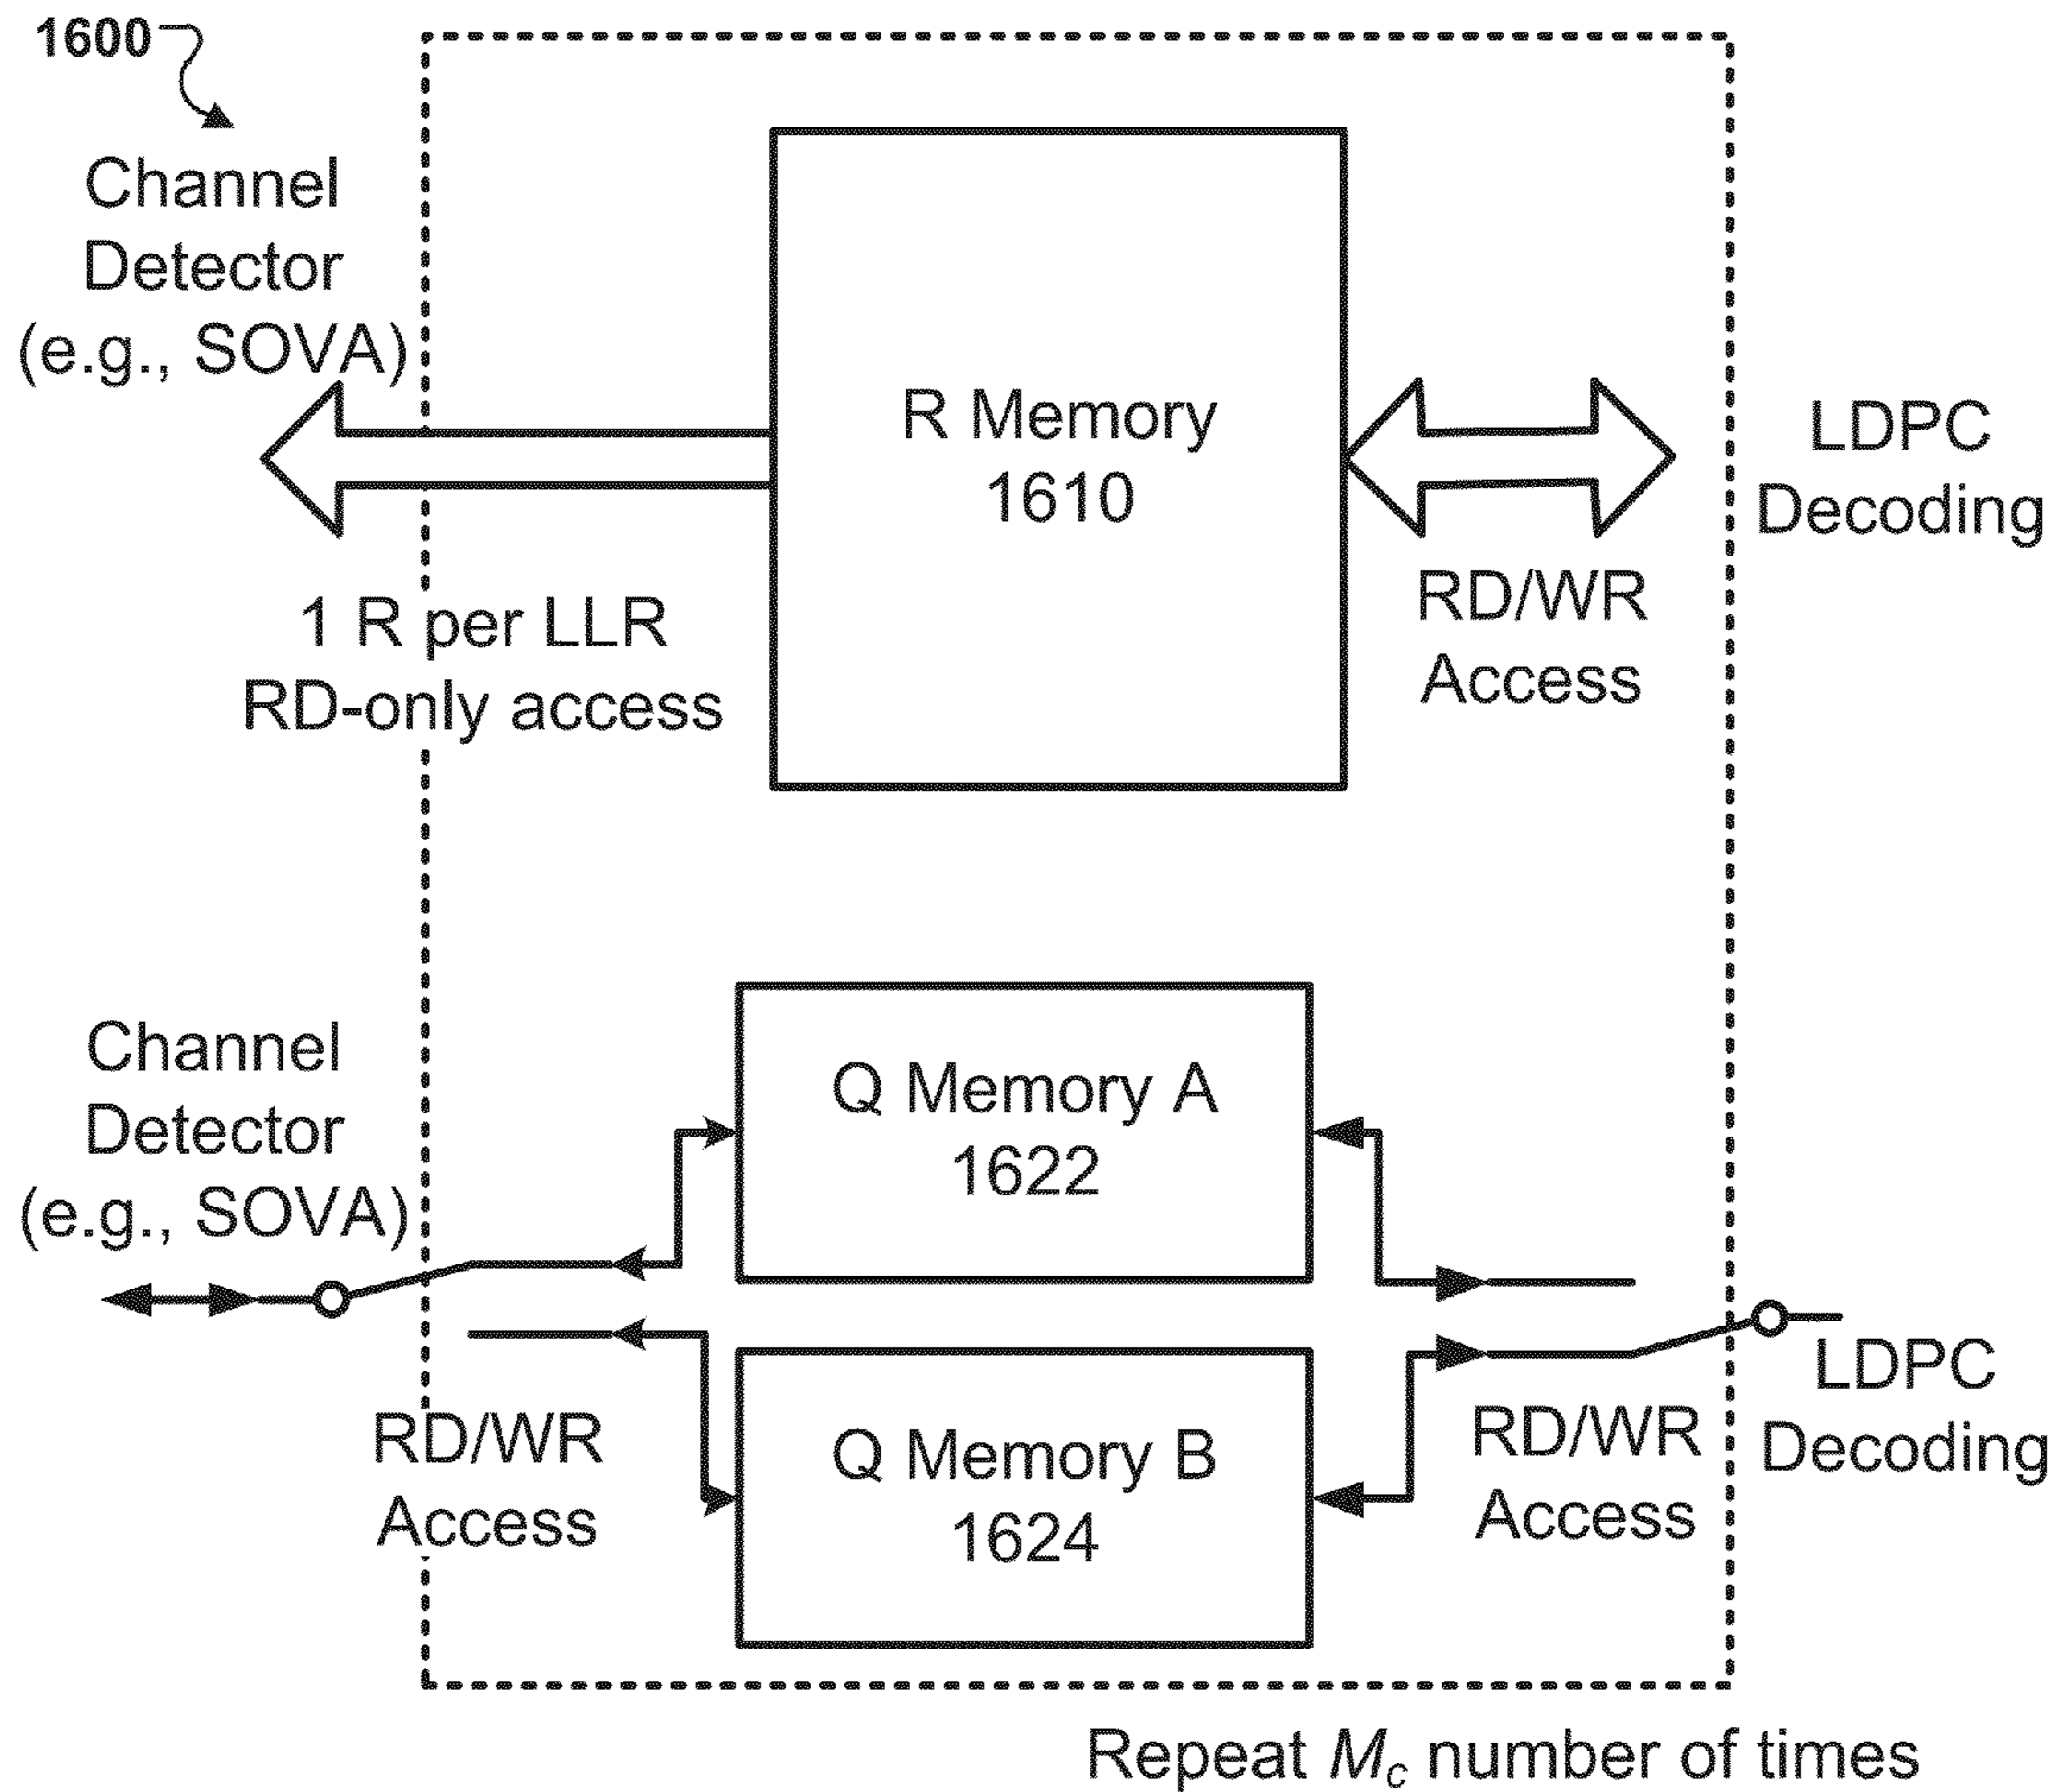 1600
Channel
Detector
(e.g., SOVA)
R Memory
1610
LDPC
Decoding
1 R per LLR
RD-only access
RD/WR
Access
Channel
Detector
(e.g., SOVA)
Q Memory A
1622
Q Memory B
1624
RD/WR
Access
RD/WR
Access
LDPC
Decoding
Repeat Mc number of times